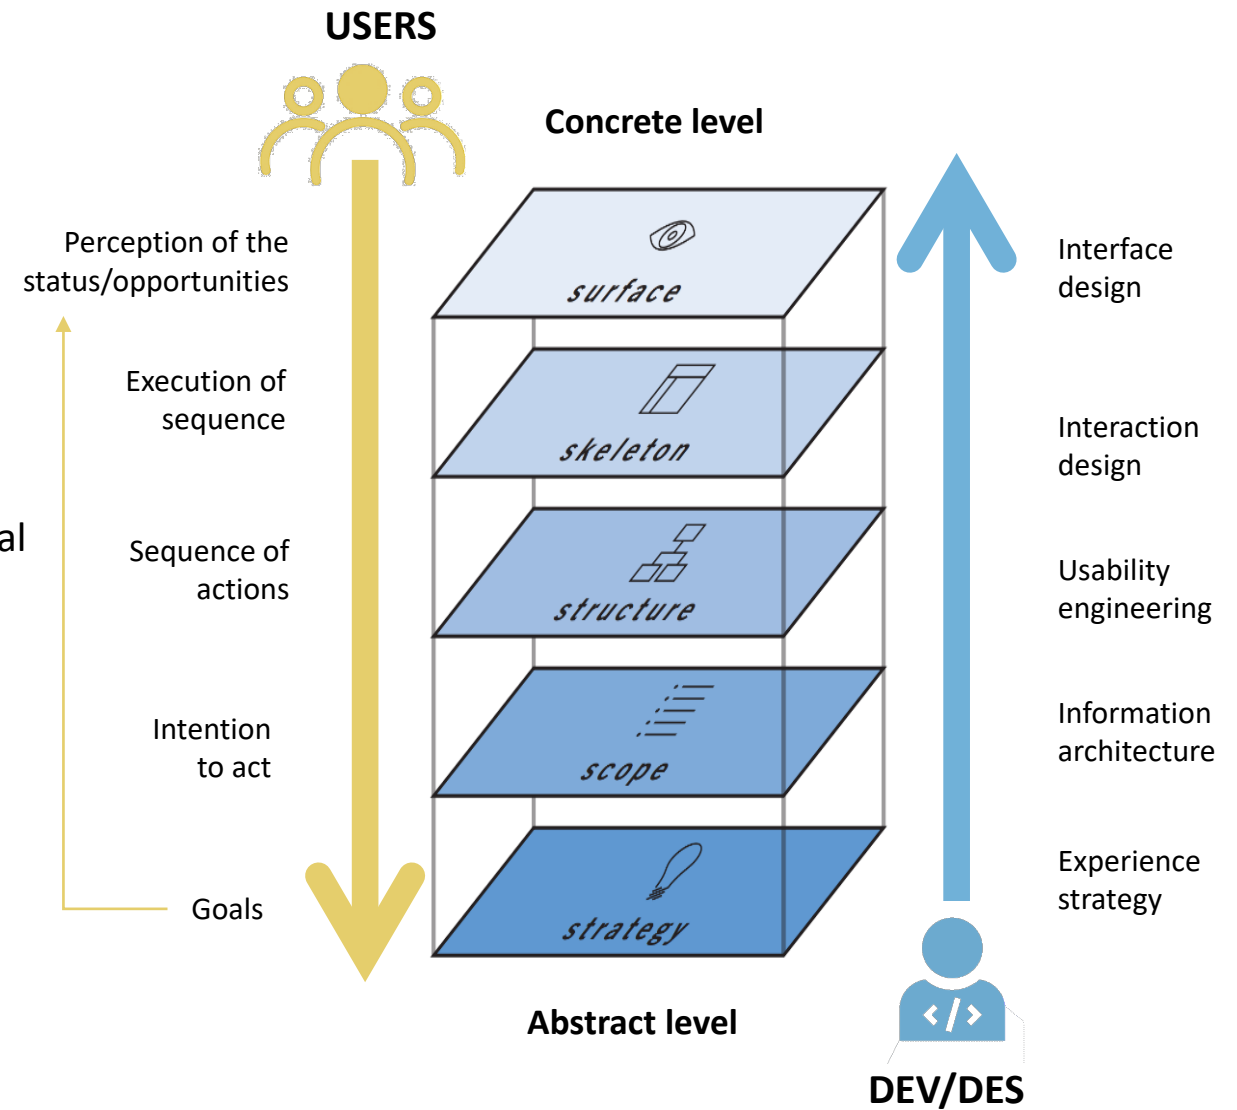 USERS
Concrete level
Perception of the
status/opportunities
surface
Interface
design
Execution of
sequence
skeleton
Interaction
design
al
Sequence of
actions
structure
Usability
engineering
Intention
to act
scope
Information
architecture
Goals
strategy
Experience
strategy
Abstract level
</>
DEV/DES